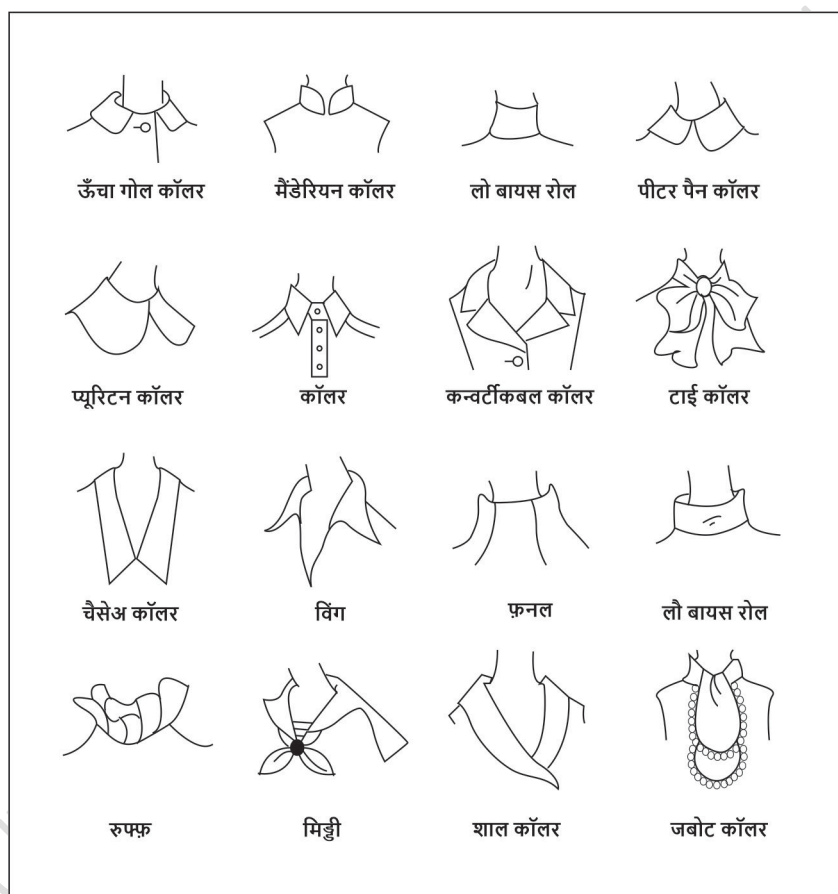 ऊँचा गोल कॉलर मैंडेरियन कॉलर लो बायस रोल पीटर पैन कॉलर
प्यूरिटन कॉलर कॉलर कन्वर्टीकबल कॉलर टाई कॉलर
चैसेअ कॉलर विंग फ़नल लौ बायस रोल
रुफ्फ़ मिड्डी शाल कॉलर जबोट कॉलर